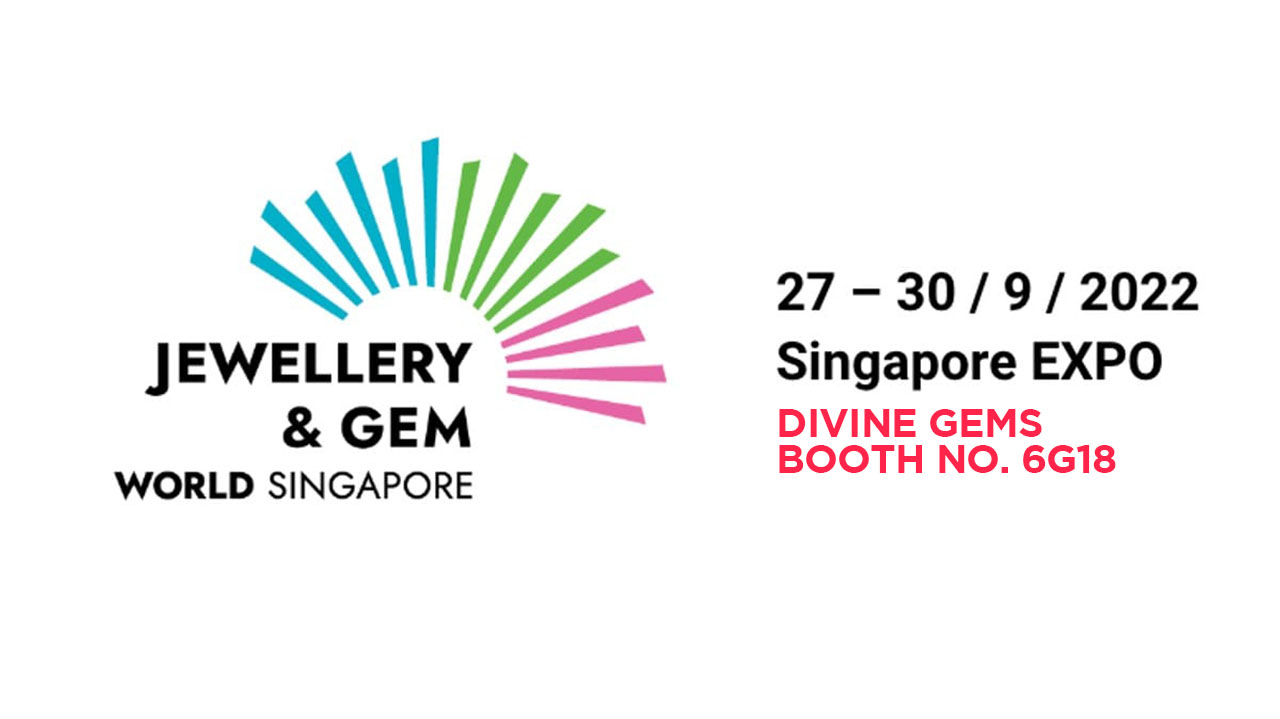 JEWELLERY
& GEM
WORLD SINGAPORE
27 – 30 / 9 / 2022
Singapore EXPO
DIVINE GEMS
BOOTH NO. 6G18